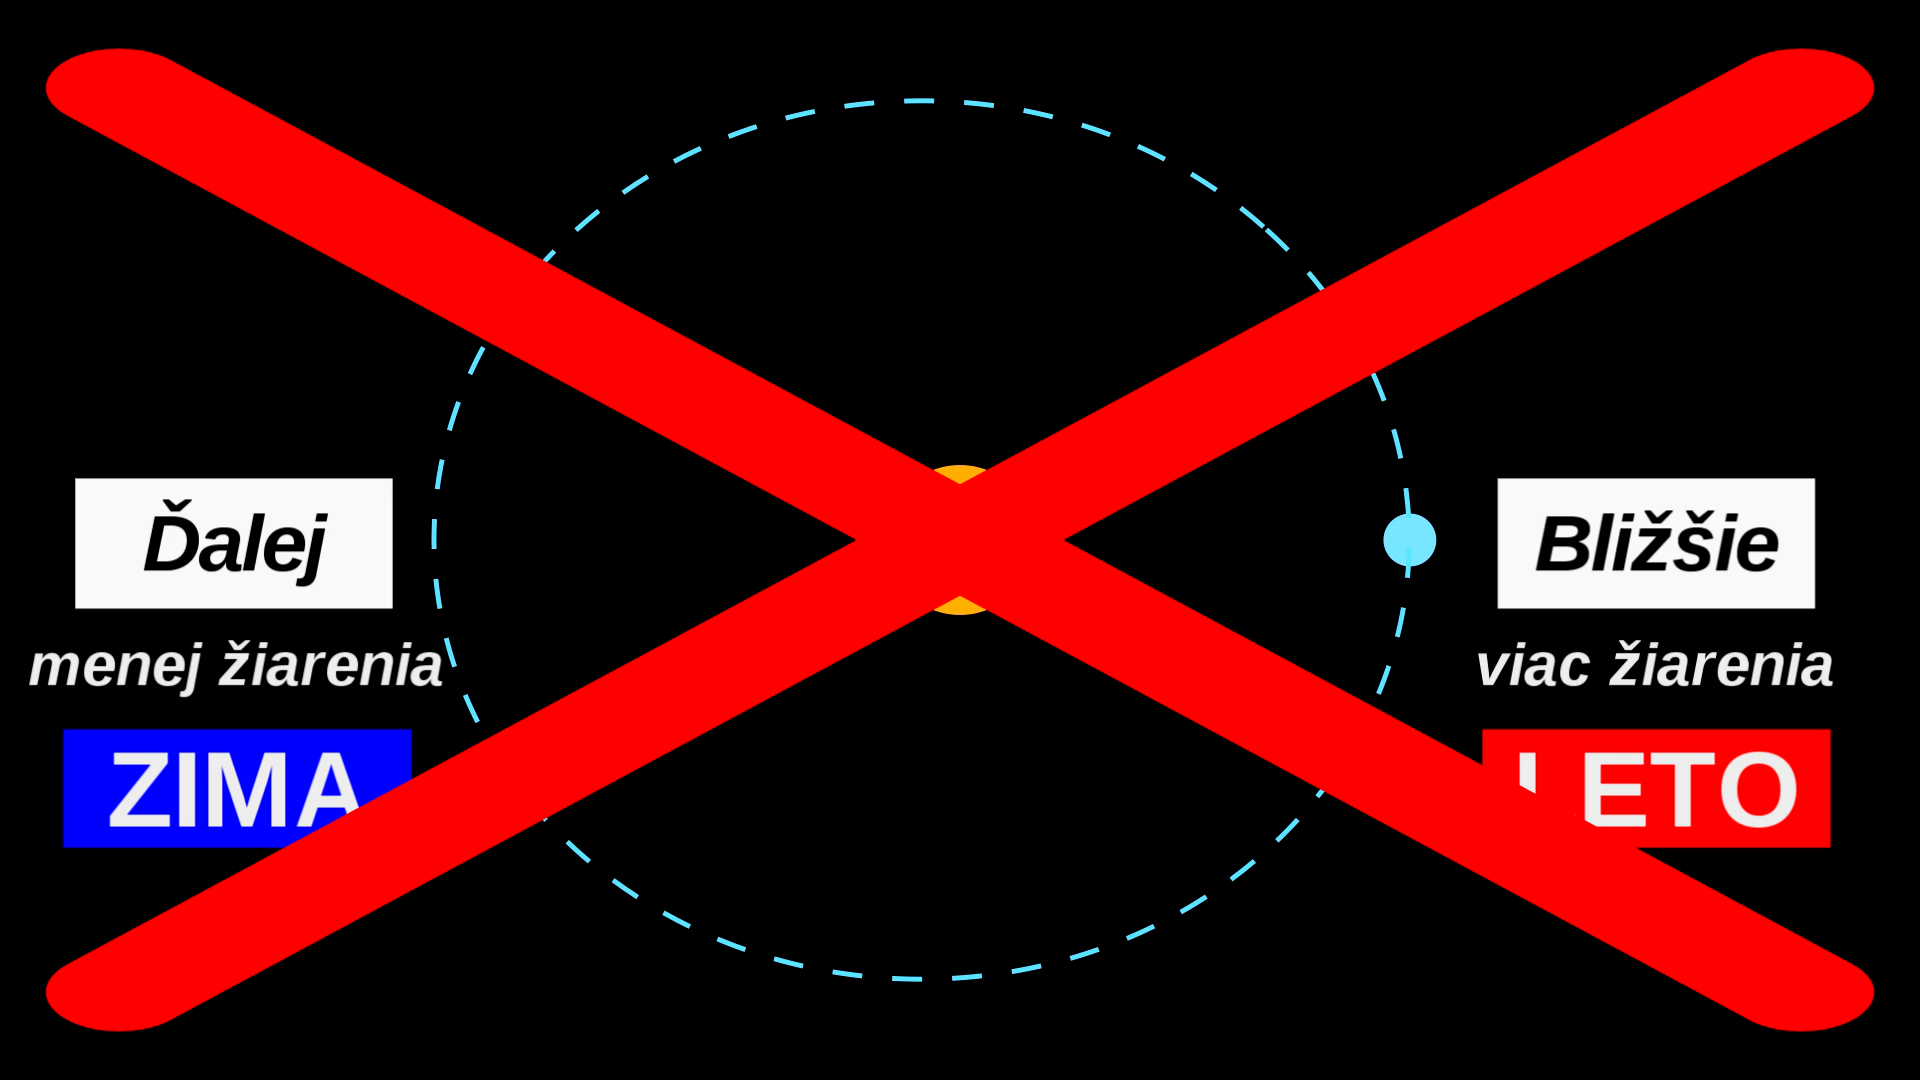 Ďalej
menej žiarenia
ZIMA
Bližšie
viac žiarenia
LETO